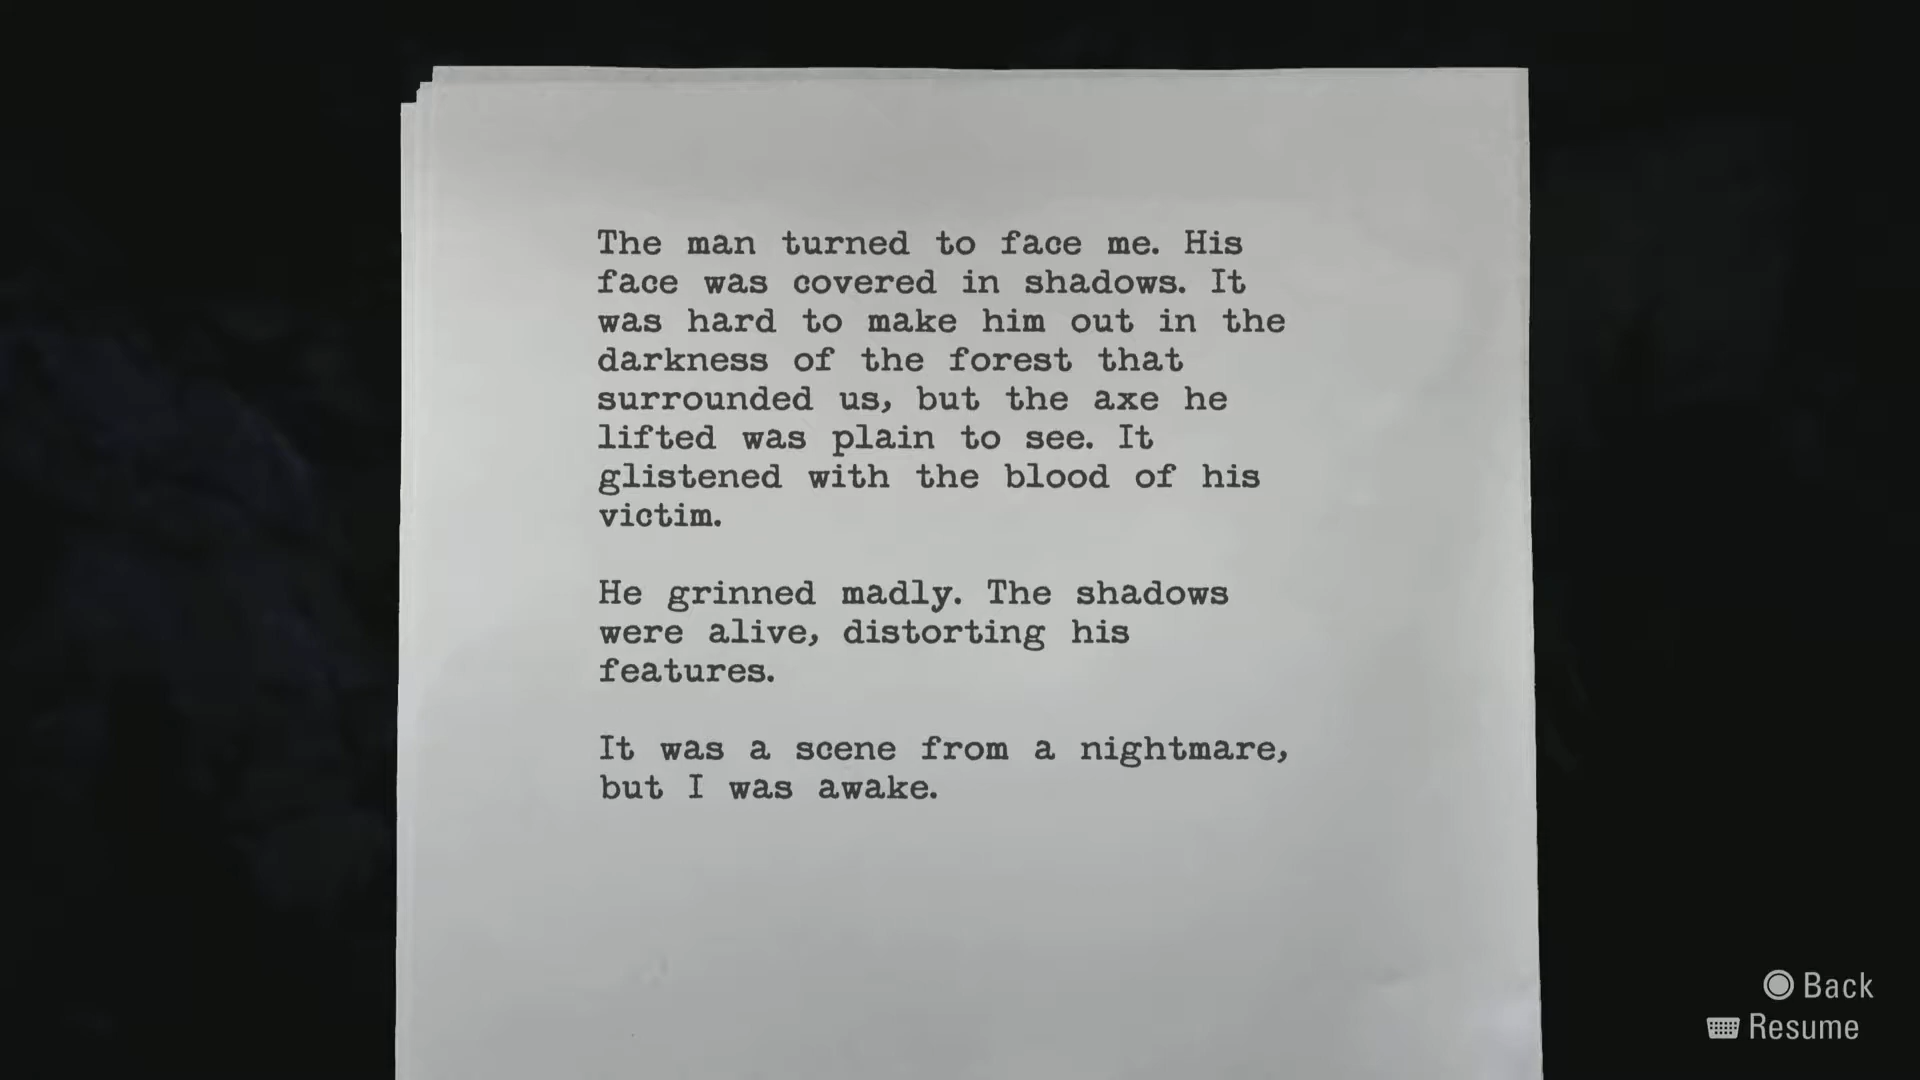 The man turned to face me. His
face was covered in shadows. It
was hard to make him out in the
darkness of the forest that
surrounded us, but the axe he
lifted was plain to see. It
glistened with the blood of his
victim.
He grinned madly. The shadows
were alive, distorting his
features.
It was a scene from a nightmare,
but I was awake.
Back
Resume